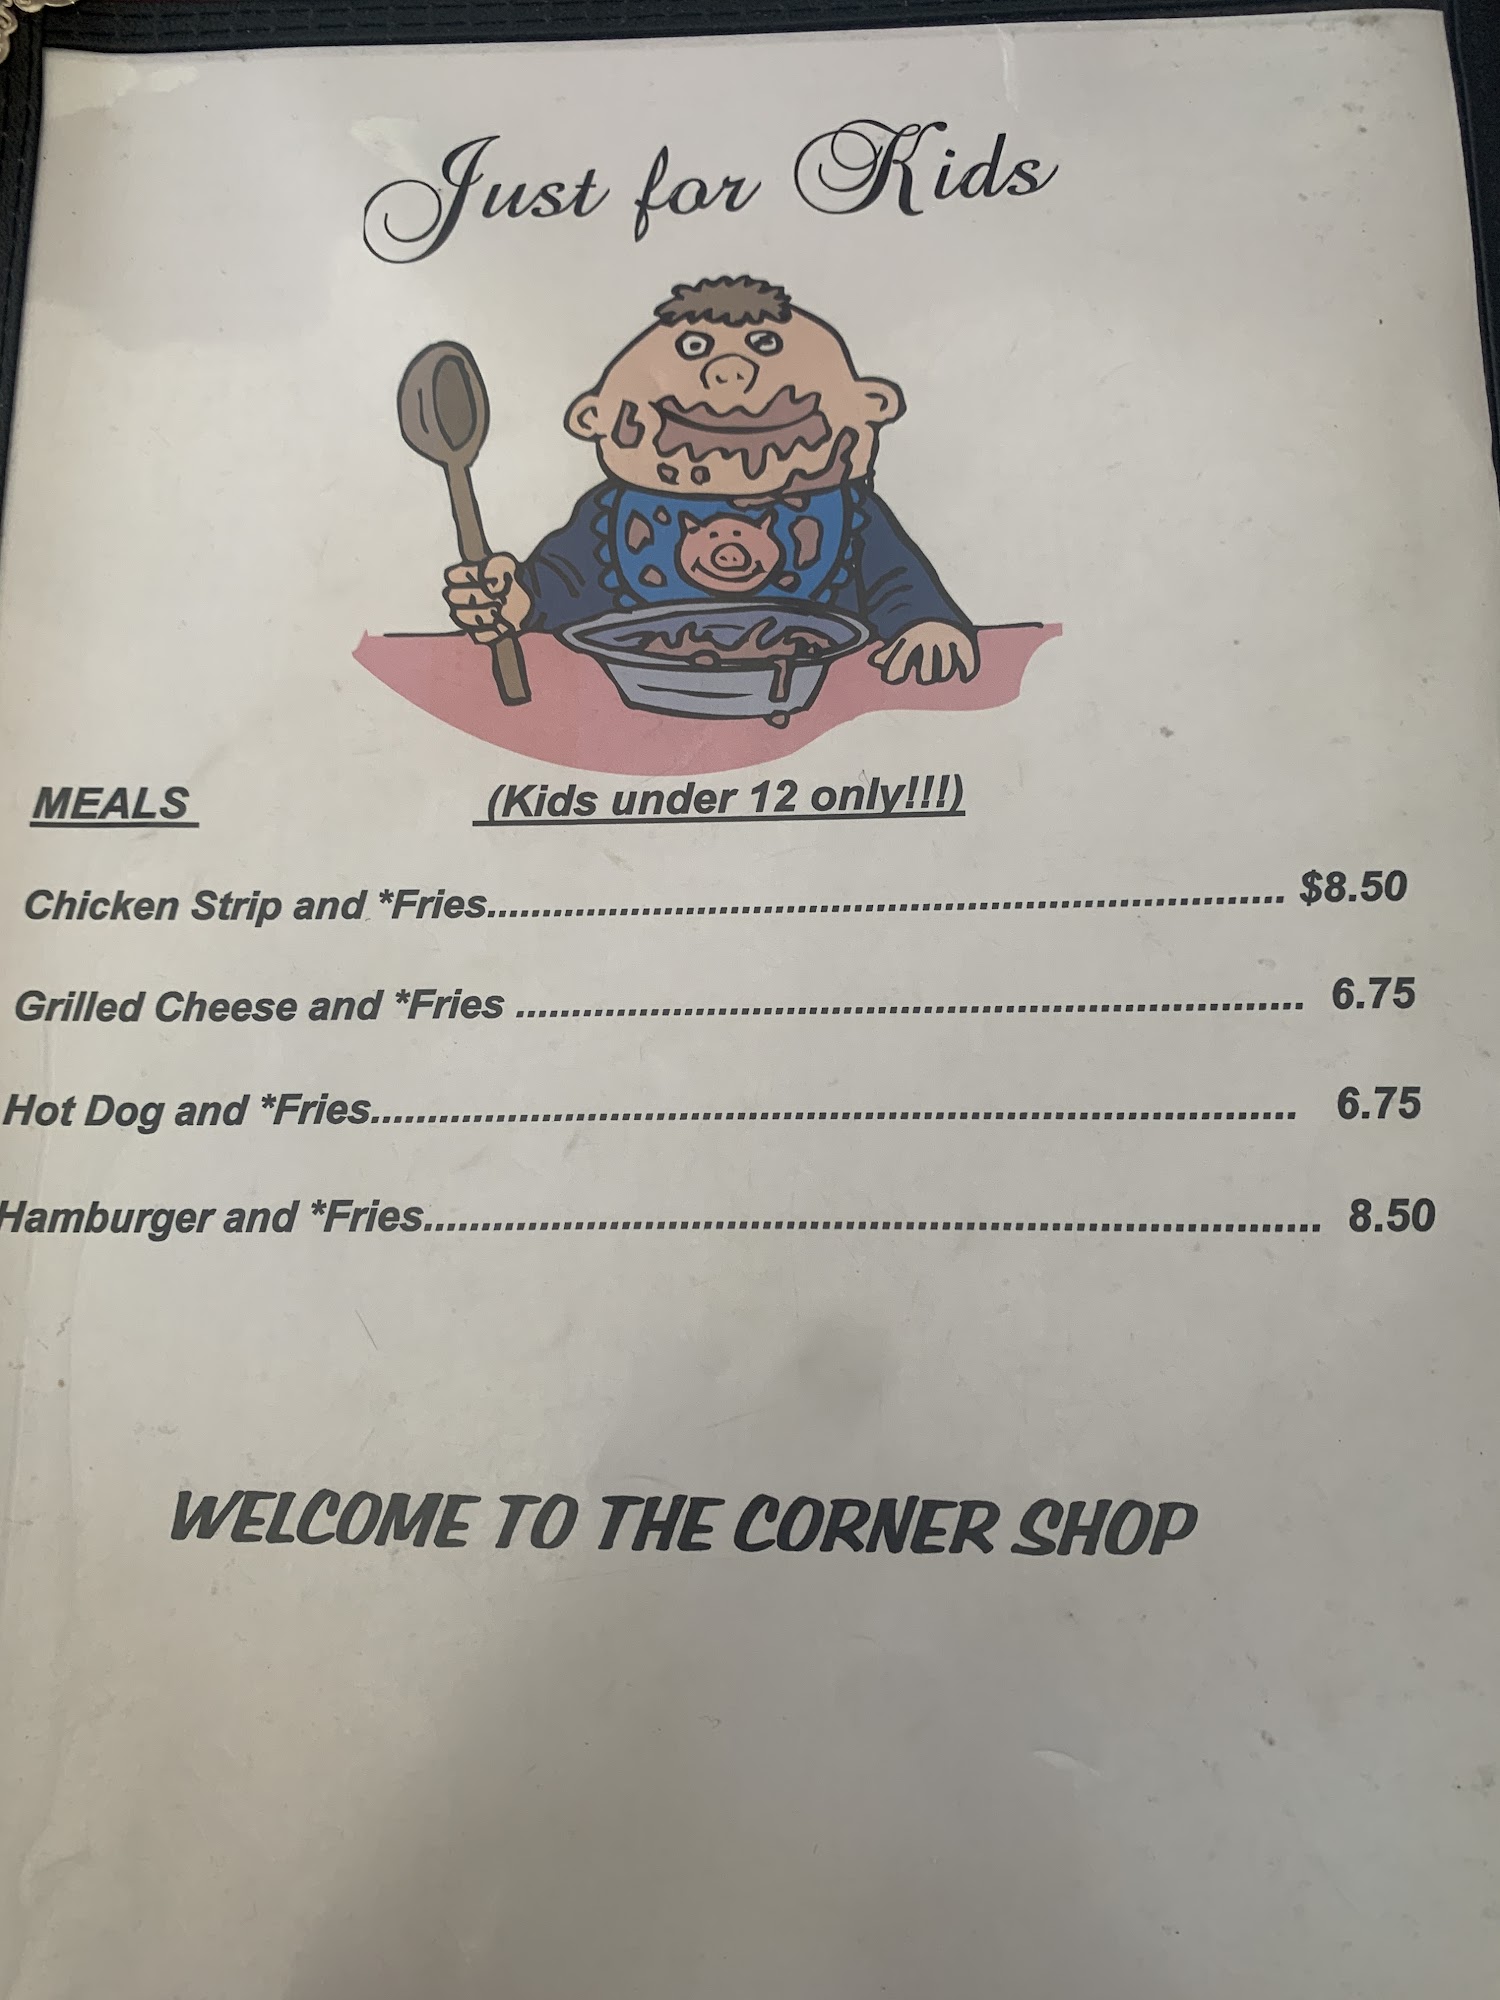 Just for Kids
MEALS (Kids under 12 only!!!)
Chicken Strip and *Fries.......................................................................... $8.50
Grilled Cheese and *Fries ......................................................................... 6.75
Hot Dog and *Fries.................................................................................... 6.75
Hamburger and *Fries................................................................................. 8.50
WELCOME TO THE CORNER SHOP